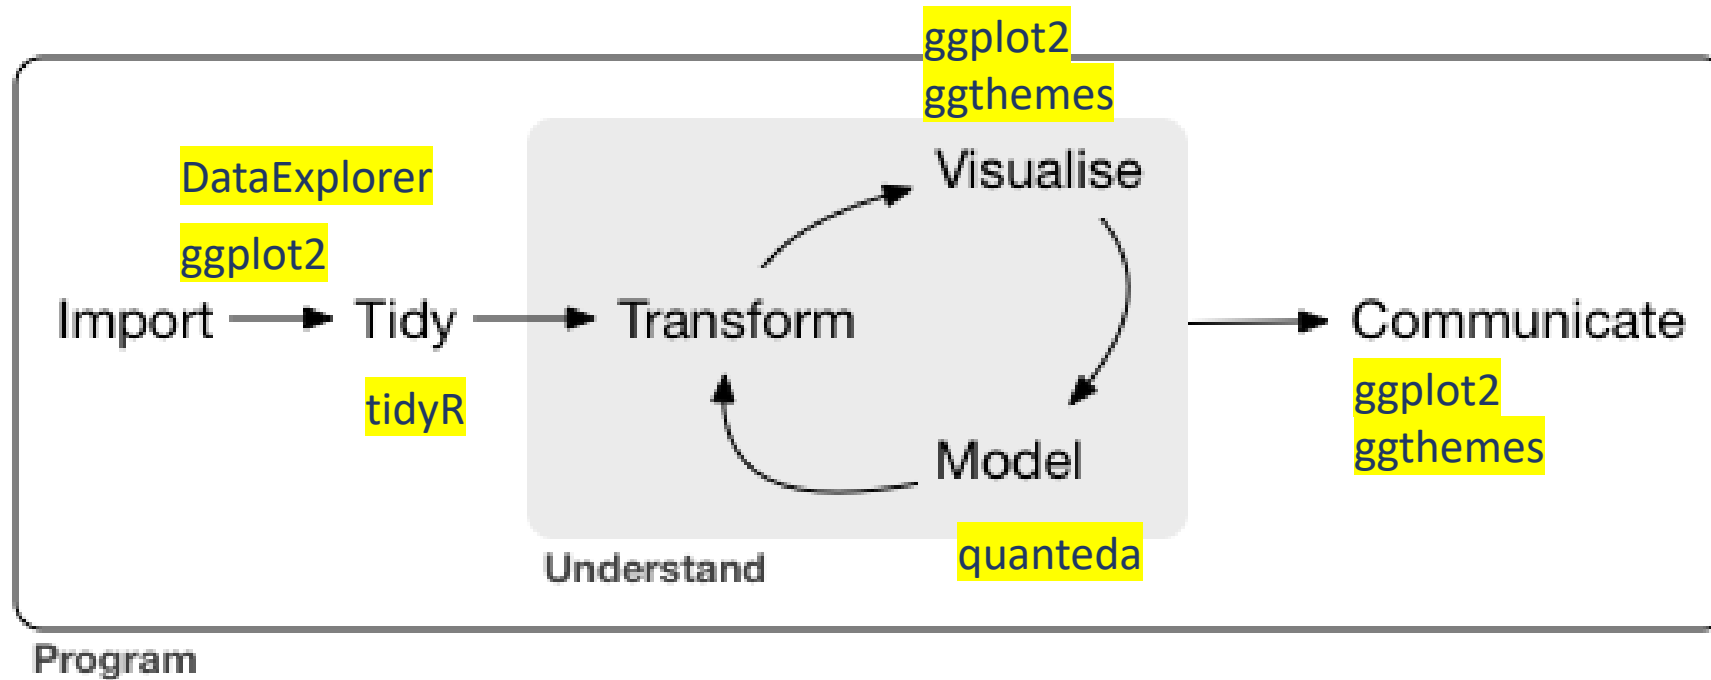 ggplot2
ggthemes
DataExplorer
ggplot2
Visualise
Import
Tidy
Transform
Communicate
tidyR
ggplot2
ggthemes
Model
quanteda
Understand
Program